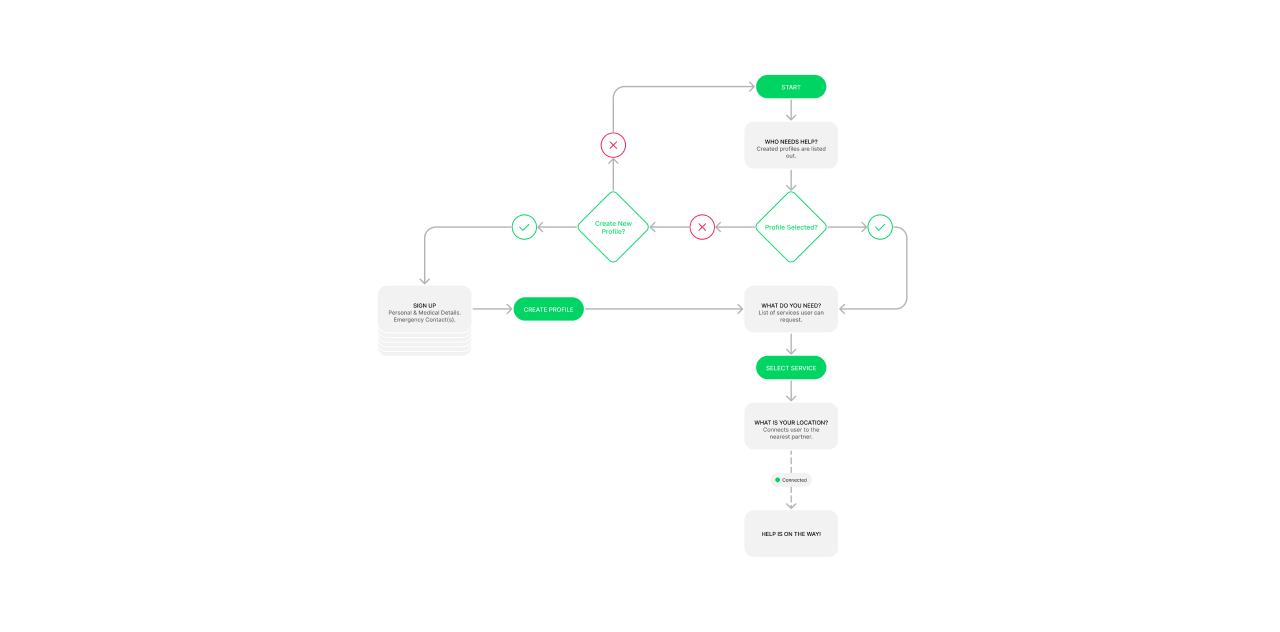 START
WHO NEEDS HELP?
Created profiles are listed
out.
Create New
Profile?
Profile Selected?
SIGN UP
Personal & Medical Details.
Emergency Contact(s).
CREATE PROFILE
WHAT DO YOU NEED?
List of services user can
request.
SELECT SERVICE
WHAT IS YOUR LOCATION?
Connects user to the
nearest partner.
Connected
HELP IS ON THE WAY!